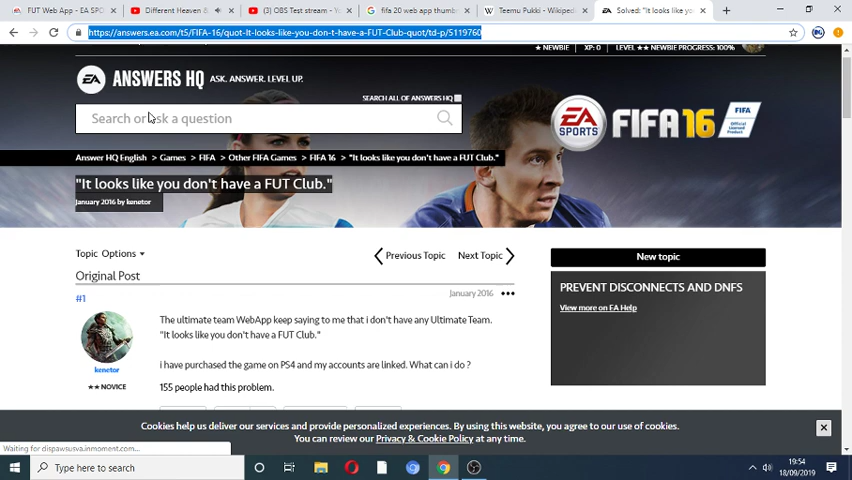 FUT Web App - EA SPO
Different Heaven &
(3) OBS Test stream - Yo
fifa 20 web app thumbn
Teemu Pukki - Wikipedi
Solved: "It looks like yo
https://answers.ea.com/t5/FIFA-16/quot-It-looks-like-you-don-t-have-a-FUT-Club-quot/td-p/5119760
NEWBIE XP: 0 LEVEL NEWBIE PROGRESS: 100%
EA ANSWERS HQ ASK. ANSWER. LEVEL UP.
SEARCH ALL OF ANSWERS HQ
Search or ask a question
EA SPORTS FIFA 16
FIFA
Official Licensed Product
Answer HQ English > Games > FIFA > Other FIFA Games > FIFA 16 > "It looks like you don't have a FUT Club."
"It looks like you don't have a FUT Club."
January 2016 by kenetor
Topic Options
Previous Topic
Next Topic
New topic
Original Post
PREVENT DISCONNECTS AND DNFS
View more on EA Help
#1
January 2016
The ultimate team WebApp keep saying to me that i don't have any Ultimate Team.
"It looks like you don't have a FUT Club."
i have purchased the game on PS4 and my accounts are linked. What can i do ?
kenetor
★★ NOVICE
155 people had this problem.
Cookies help us deliver our services and provide personalized experiences. By using this website, you agree to our use of cookies.
You can review our Privacy & Cookie Policy at any time.
Waiting for dispawsusva.inmoment.com...
Type here to search
19:54
18/09/2019